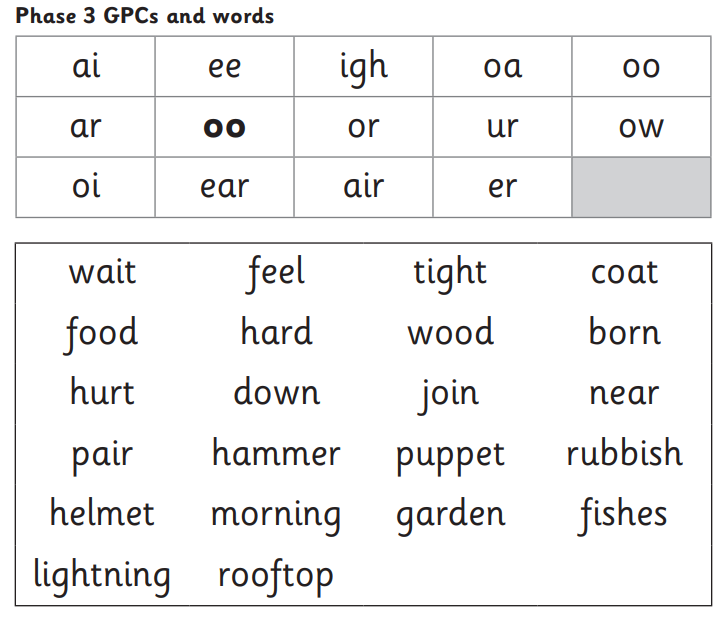 Phase 3 GPCs and words
ai ee igh oa oo
ar oo or ur ow
oi ear air er
wait feel tight coat
food hard wood born
hurt down join near
pair hammer puppet rubbish
helmet morning garden fishes
lightning rooftop